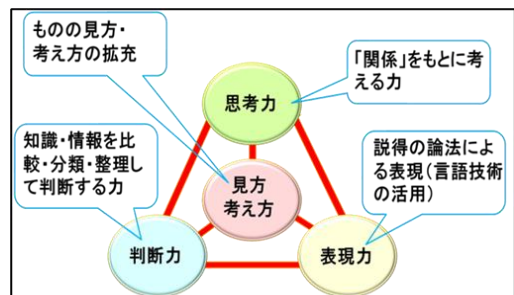 ものの見方・
考え方の拡充
「関係」をもとに考
える力
思考力
知識・情報を比
較・分類・整理し
て判断する力
見方
考え方
説得の論法によ
る表現(言語技術
の活用)
判断力
表現力